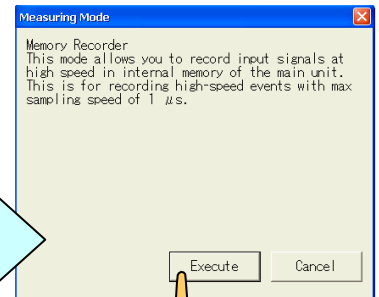 Measuring Mode
Memory Recorder
This mode allows you to record input signals at
high speed in internal memory of the main unit.
This is for recording high-speed events with max
sampling speed of 1 μs.
Execute Cancel